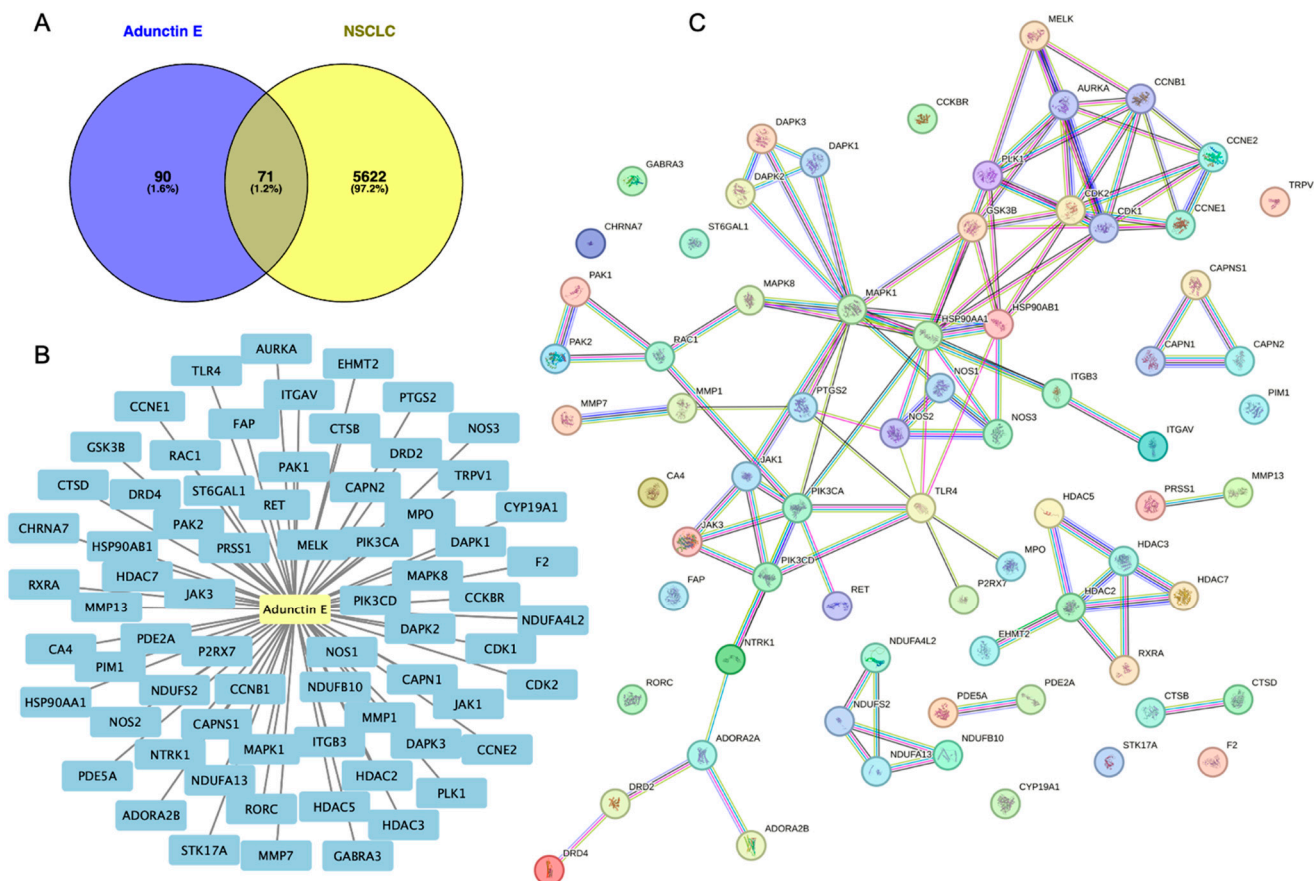 A
Adunctin E
NSCLC
90
(1.6%)
71
(1.2%)
5622
(97.2%)
B
AURKA
TLR4
EHMT2
CCNE1
ITGAV
PTGS2
FAP
CTSB
NOS3
GSK3B
RAC1
PAK1
DRD2
TRPV1
CTSD
DRD4
ST6GAL1
RET
CAPN2
CYP19A1
CHRNA7
PAK2
MPO
HSP90AB1
PRSS1
MELK
PIK3CA
DAPK1
F2
RXRA
HDAC7
JAK3
MAPK8
CCKBR
MMP13
Adunctin E
PIK3CD
NDUFA4L2
DAPK2
CA4
PDE2A
P2RX7
NOS1
CDK1
PIM1
CAPN1
CDK2
HSP90AA1
NDUFS2
CCNB1
NDUFB10
JAK1
NOS2
CAPNS1
MMP1
NTRK1
MAPK1
ITGB3
DAPK3
CCNE2
PDE5A
NDUFA13
HDAC2
PLK1
ADORA2B
RORC
HDAC5
HDAC3
STK17A
MMP7
GABRA3
C
MELK
CCKBR
AURKA
CCNB1
DAPK3
DAPK1
CCNE2
GABRA3
DAPK2
PLK1
CDK2
TRPV
CHRNA7
ST6GAL1
GSK3B
CDK1
CCNE1
PAK1
MAPK8
MAPK1
HSP90AB1
CAPNS1
PAK2
RAC1
HSP90AA1
CAPN1
CAPN2
MMP7
MMP1
PTGS2
NOS1
ITGB3
PIM1
NOS2
NOS3
ITGAV
CA4
JAK1
PIK3CA
TLR4
HDAC5
PRSS1
MMP13
JAK3
PIK3CD
MPO
HDAC3
FAP
RET
P2RX7
HDAC2
HDAC7
NTRK1
NDUFA4L2
EHMT2
RXRA
RORC
NDUFS2
PDE5A
PDE2A
CTSB
CTSD
ADORA2A
NDUFA13
NDUFB10
STK17A
F2
DRD2
CYP19A1
DRD4
ADORA2B